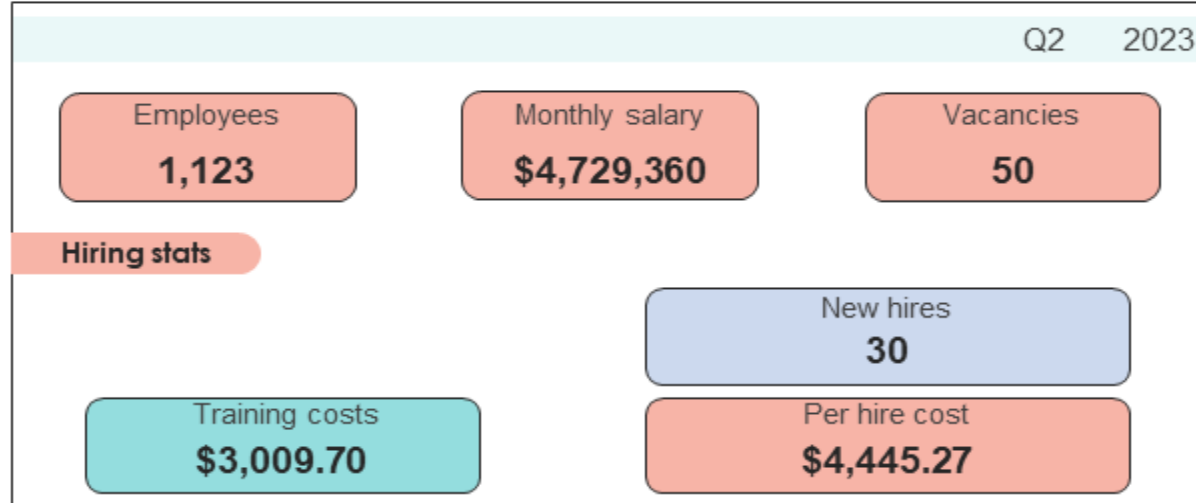 Q2 2023
Employees
1,123
Monthly salary
$4,729,360
Vacancies
50
Hiring stats
New hires
30
Training costs
$3,009.70
Per hire cost
$4,445.27